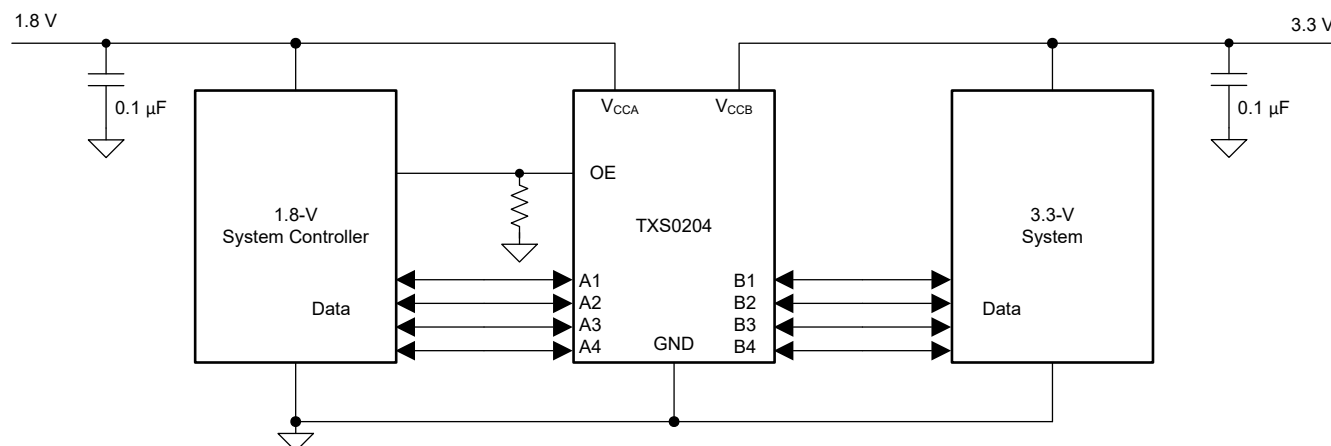 1.8 V
3.3 V
0.1 µF
0.1 µF
VCCA
VCCB
OE
1.8-V
System Controller
TXS0204
3.3-V
System
A1
A2
A3
A4
B1
B2
B3
B4
Data
Data
GND